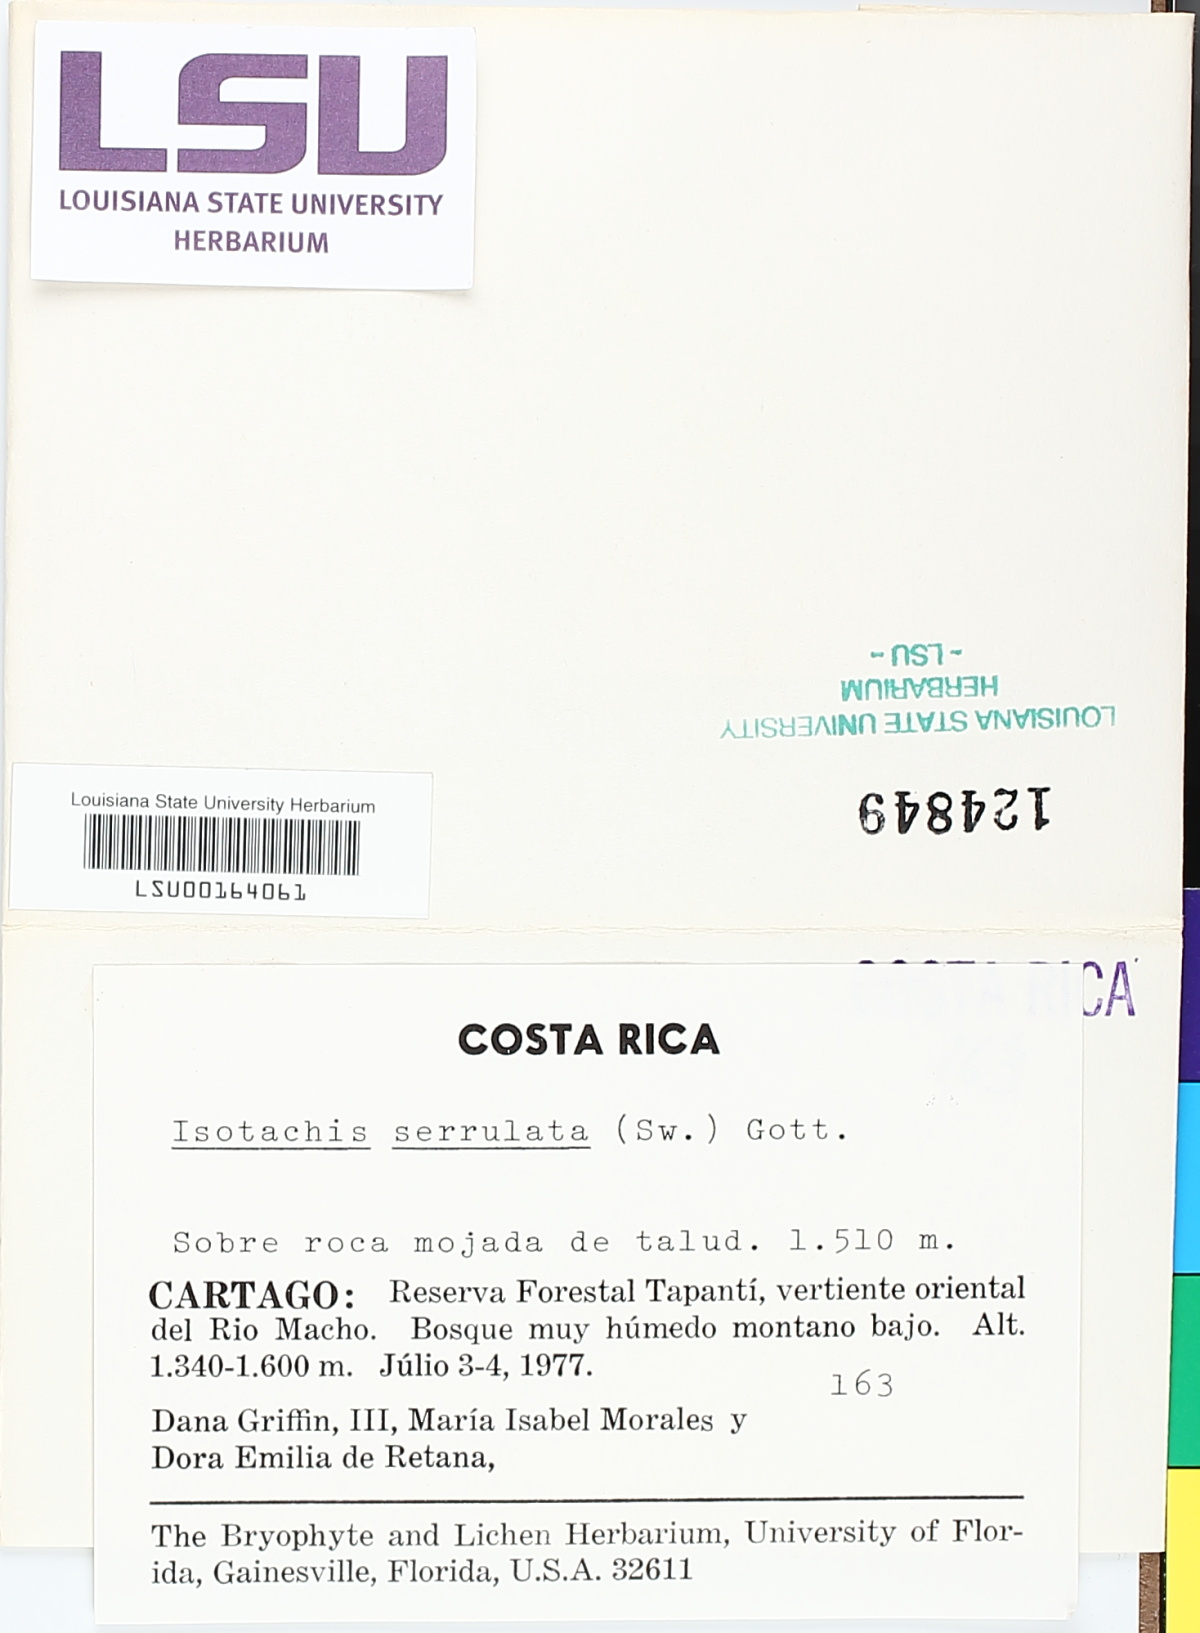 LSU
LOUISIANA STATE UNIVERSITY
HERBARIUM
LOUISIANA STATE UNIVERSITY
HERBARIUM
- LSU -
124849
Louisiana State University Herbarium
LSU00164061
COSTA RICA
COSTA RICA
Isotachis serrulata (Sw.) Gott.
Sobre roca mojada de talud. 1.510 m.
CARTAGO: Reserva Forestal Tapantí, vertiente oriental
del Rio Macho. Bosque muy húmedo montano bajo. Alt.
1.340-1.600 m. Júlio 3-4, 1977.
163
Dana Griffin, III, María Isabel Morales y
Dora Emilia de Retana,
The Bryophyte and Lichen Herbarium, University of Flor-
ida, Gainesville, Florida, U.S.A. 32611